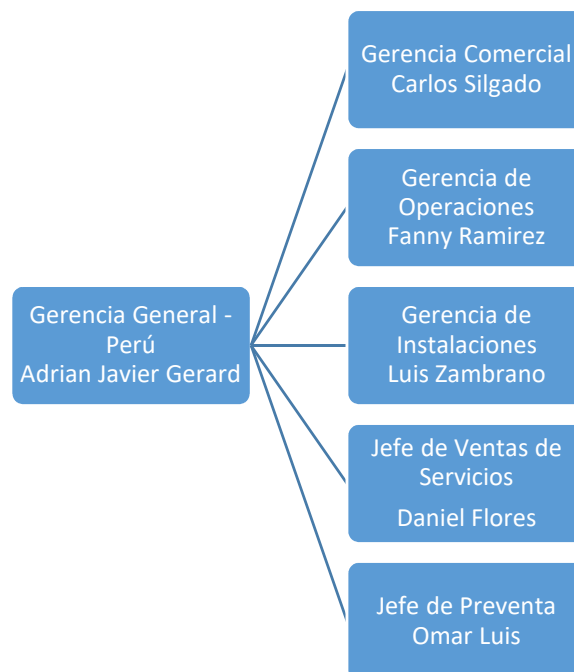 Gerencia Comercial
Carlos Silgado
Gerencia de
Operaciones
Fanny Ramirez
Gerencia General -
Perú
Adrian Javier Gerard
Gerencia de
Instalaciones
Luis Zambrano
Jefe de Ventas de
Servicios
Daniel Flores
Jefe de Preventa
Omar Luis